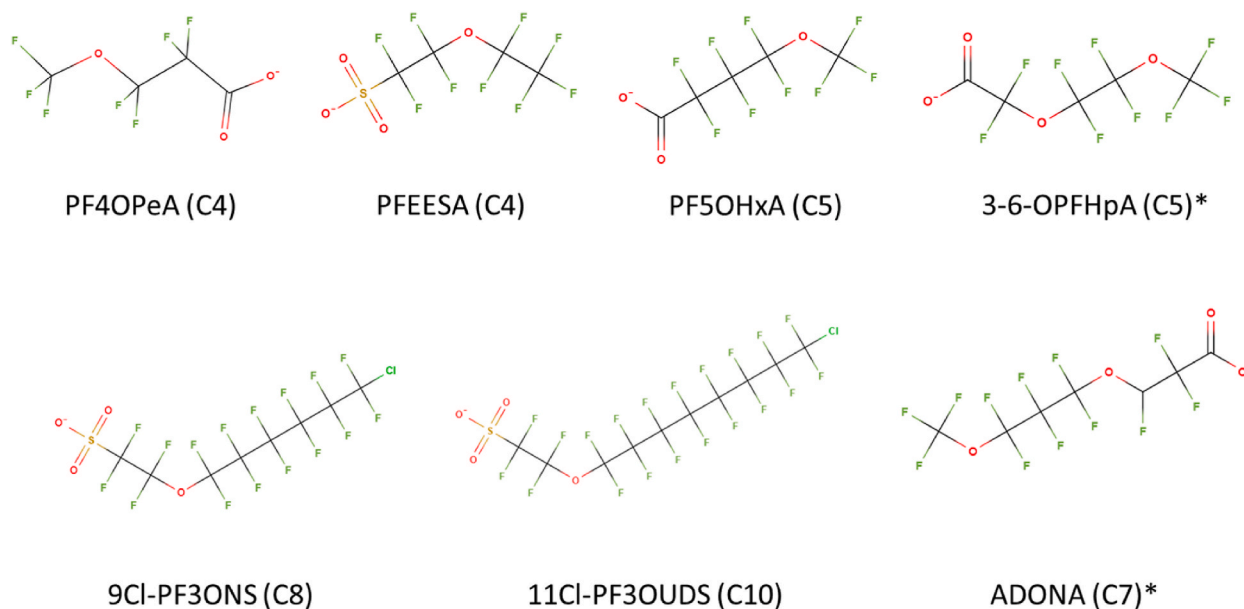 PF4OPeA (C4)
PFEESA (C4)
PF5OHxA (C5)
3-6-OPFHpA (C5)*
9Cl-PF3ONS (C8)
11Cl-PF3OUDS (C10)
ADONA (C7)*